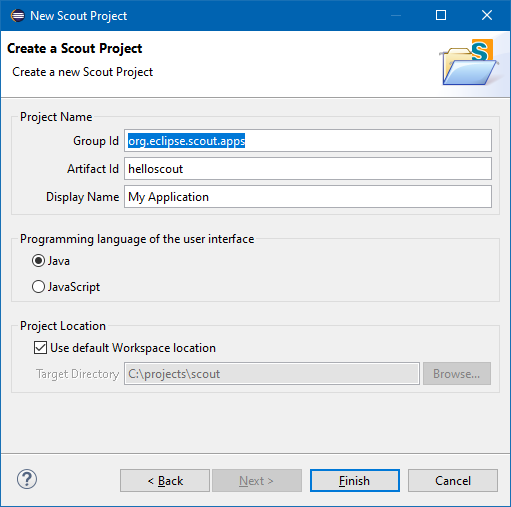 New Scout Project
Create a Scout Project
Create a new Scout Project
S
Project Name
Group Id org.eclipse.scout.apps
Artifact Id helloscout
Display Name My Application
Programming language of the user interface
Java
JavaScript
Project Location
Use default Workspace location
Target Directory C:\projects\scout Browse...
? < Back Next > Finish Cancel